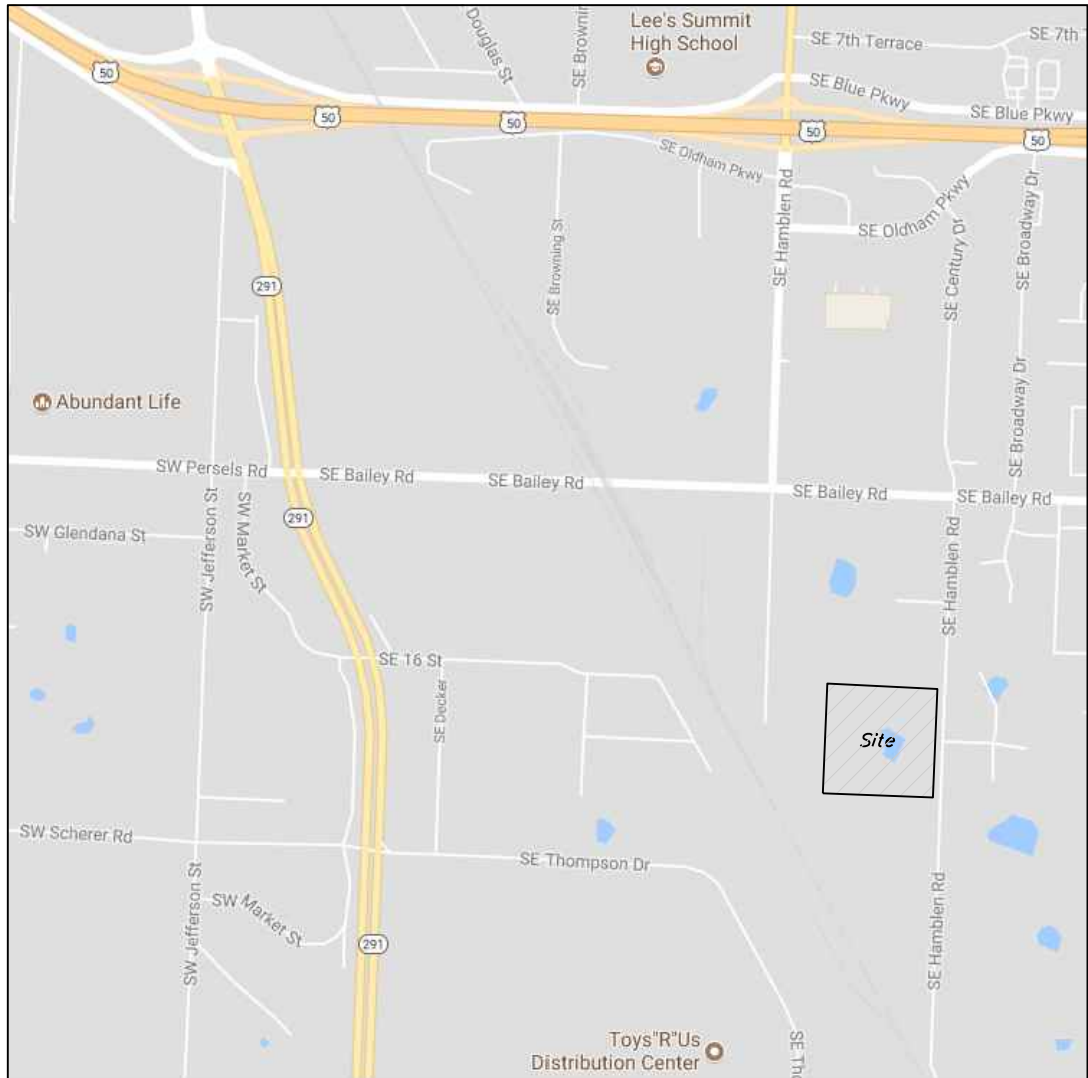 Lee's Summit
High School
Douglas St
SE Browni
SE 7th Terrace
SE 7th
50
SE Blue Pkwy
SE Blue Pkwy
50
50
50
50
SE Oldham Pkwy
SE Oldham Pkwy
SE Hamblen Rd
SE Century Dr
SE Broadway Dr
SE Browning St
291
Abundant Life
SE Broadway Dr
SW Persels Rd
SE Bailey Rd
SE Bailey Rd
SE Bailey Rd
SE Bailey Rd
291
SW Glendana St
SW Jefferson St
SW Market St
SE Hamblen Rd
SE 16 St
SE Decker
Site
SW Scherer Rd
SE Thompson Dr
SW Jefferson St
SW Market St
291
SE Hamblen Rd
Toys"R"Us
Distribution Center
SE Th